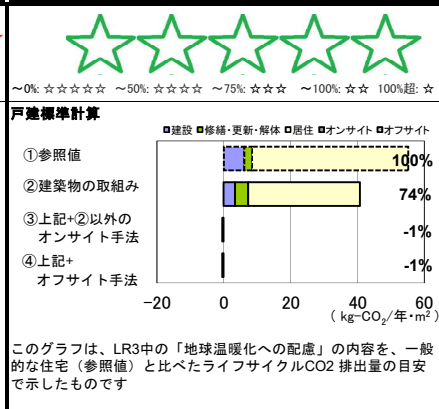 ~0%: ☆☆☆☆☆ ~50%: ☆☆☆☆ ~75%: ☆☆☆ ~100%: ☆☆ 100%超: ☆
戸建標準計算
■建設 ■修繕・更新・解体 □居住 ■オンサイト ■オフサイト
①参照値
100%
②建築物の取組み
74%
③上記+②以外の
オンサイト手法
-1%
④上記+
オフサイト手法
-1%
-20 0 20 40 60
( kg-CO₂/年・m² )
このグラフは、LR3中の「地球温暖化への配慮」の内容を、一般
的な住宅（参照値）と比べたライフサイクルCO2 排出量の目安
で示したものです